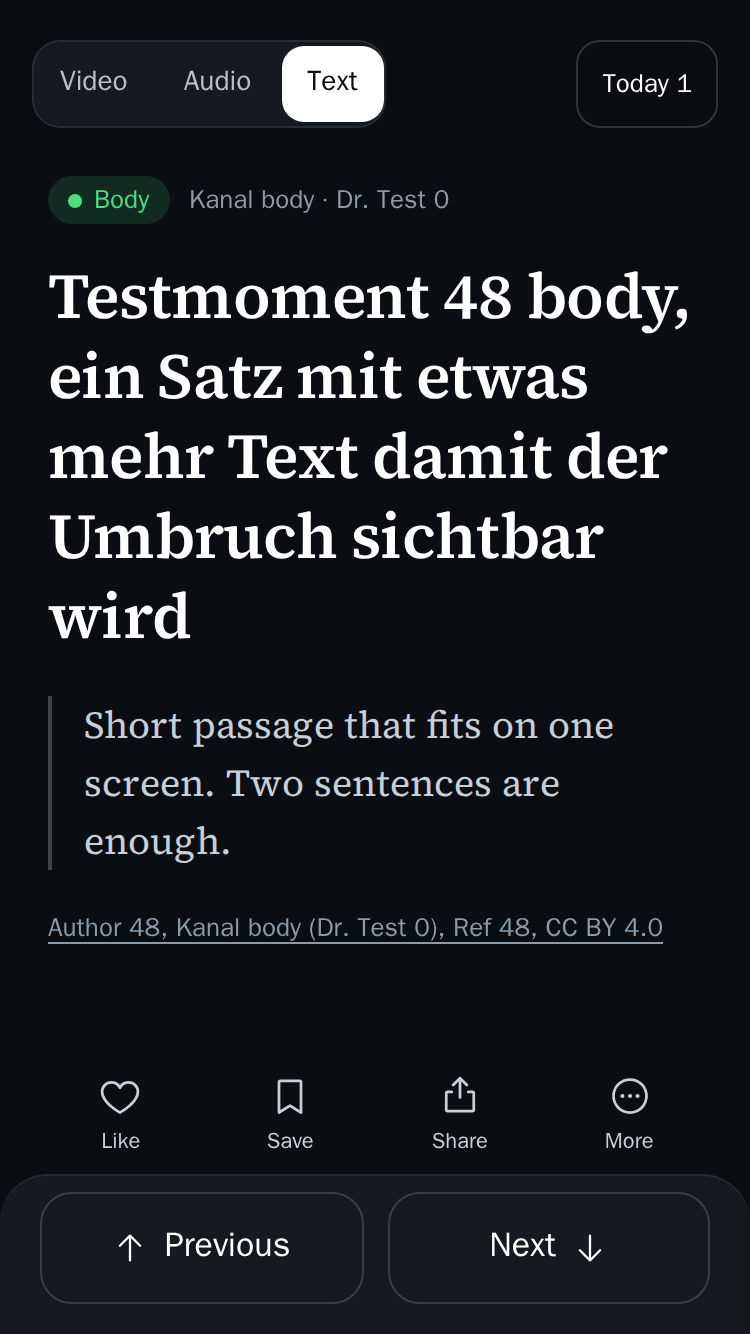 Video Audio Text Today 1
Body Kanal body · Dr. Test 0
Testmoment 48 body,
ein Satz mit etwas
mehr Text damit der
Umbruch sichtbar
wird
Short passage that fits on one
screen. Two sentences are
enough.
Author 48, Kanal body (Dr. Test 0), Ref 48, CC BY 4.0
Like Save Share More
Previous Next